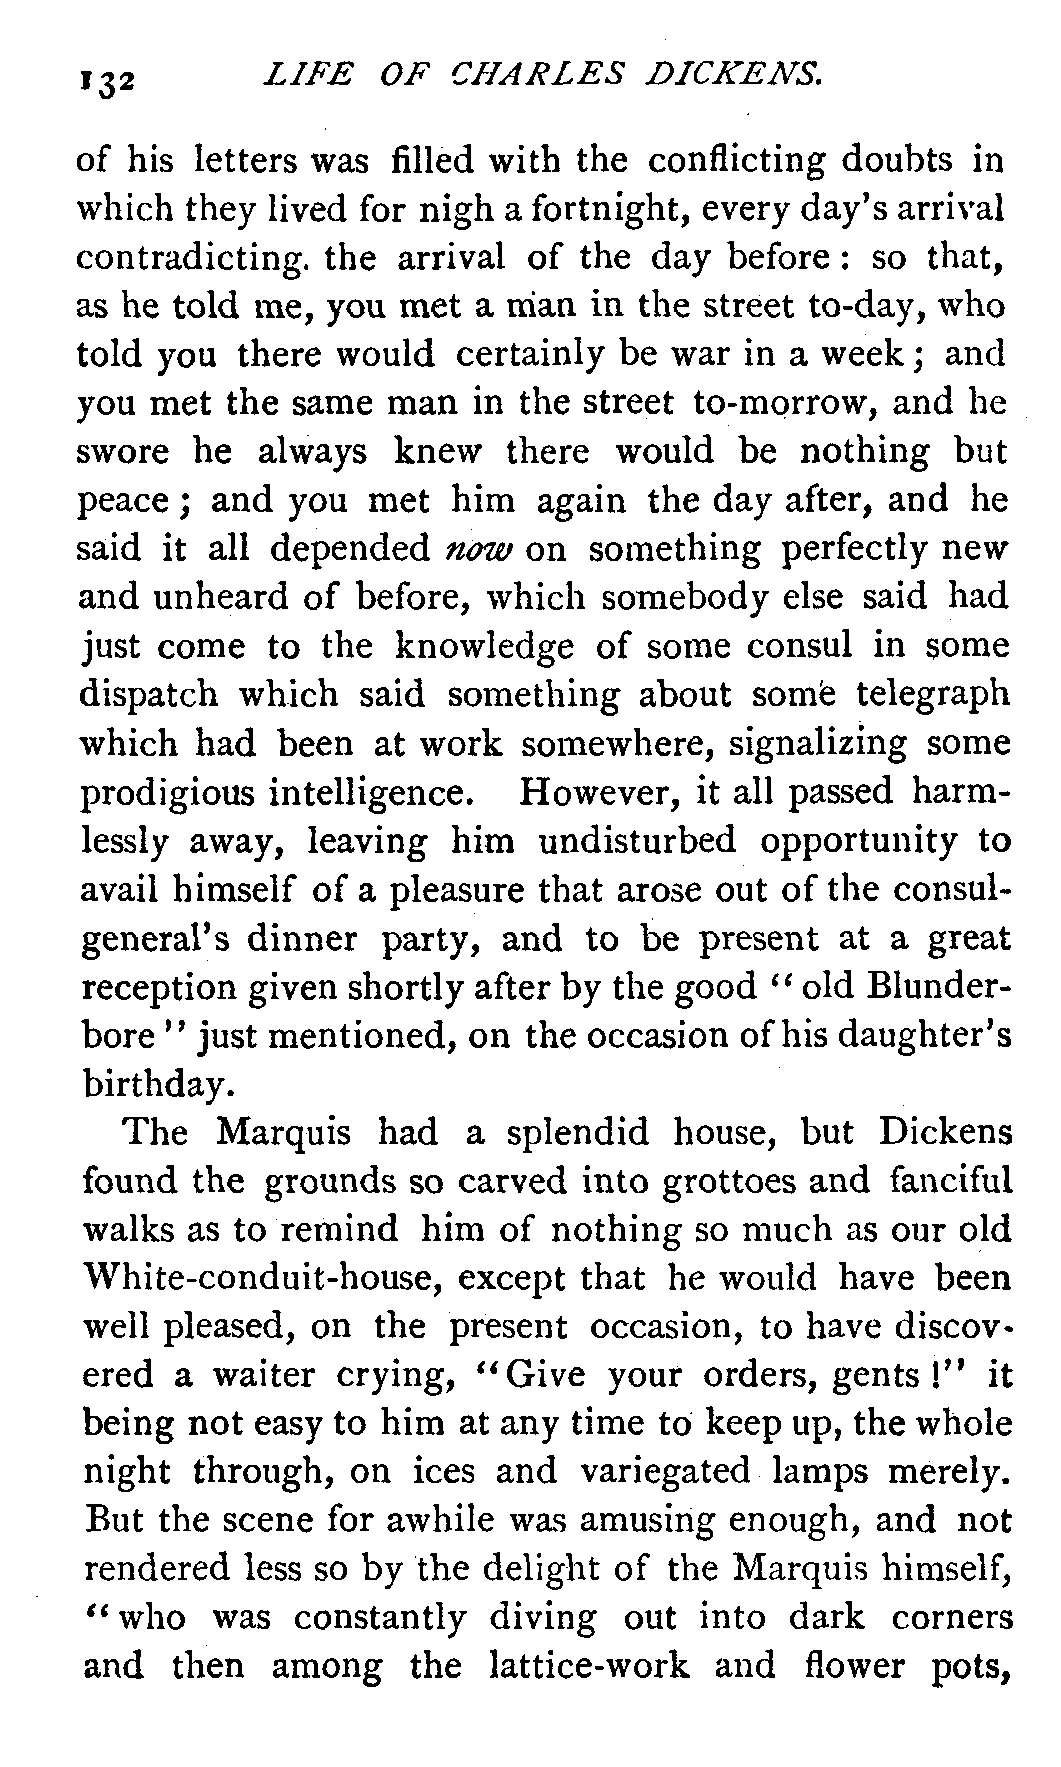 132 LIFE OF CHARLES DICKENS.
of his letters was filled with the conflicting doubts in
which they lived for nigh a fortnight, every day's arrival
contradicting. the arrival of the day before : so that,
as he told me, you met a man in the street to-day, who
told you there would certainly be war in a week ; and
you met the same man in the street to-morrow, and he
swore he always knew there would be nothing but
peace ; and you met him again the day after, and he
said it all depended now on something perfectly new
and unheard of before, which somebody else said had
just come to the knowledge of some consul in some
dispatch which said something about some telegraph
which had been at work somewhere, signalizing some
prodigious intelligence. However, it all passed harm-
lessly away, leaving him undisturbed opportunity to
avail himself of a pleasure that arose out of the consul-
general's dinner party, and to be present at a great
reception given shortly after by the good " old Blunder-
bore " just mentioned, on the occasion of his daughter's
birthday.
The Marquis had a splendid house, but Dickens
found the grounds so carved into grottoes and fanciful
walks as to remind him of nothing so much as our old
White-conduit-house, except that he would have been
well pleased, on the present occasion, to have discov-
ered a waiter crying, "Give your orders, gents !" it
being not easy to him at any time to keep up, the whole
night through, on ices and variegated lamps merely.
But the scene for awhile was amusing enough, and not
rendered less so by the delight of the Marquis himself,
" who was constantly diving out into dark corners
and then among the lattice-work and flower pots,